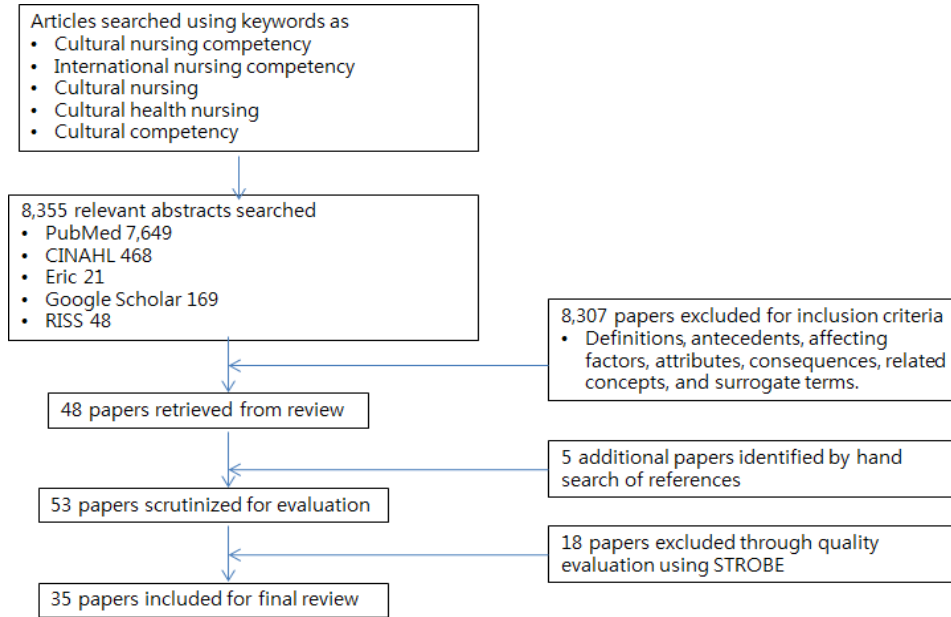 Articles searched using keywords as
• Cultural nursing competency
• International nursing competency
• Cultural nursing
• Cultural health nursing
• Cultural competency
8,355 relevant abstracts searched
• PubMed 7,649
• CINAHL 468
• Eric 21
• Google Scholar 169
• RISS 48
8,307 papers excluded for inclusion criteria
• Definitions, antecedents, affecting
factors, attributes, consequences, related
concepts, and surrogate terms.
48 papers retrieved from review
5 additional papers identified by hand
search of references
53 papers scrutinized for evaluation
18 papers excluded through quality
evaluation using STROBE
35 papers included for final review